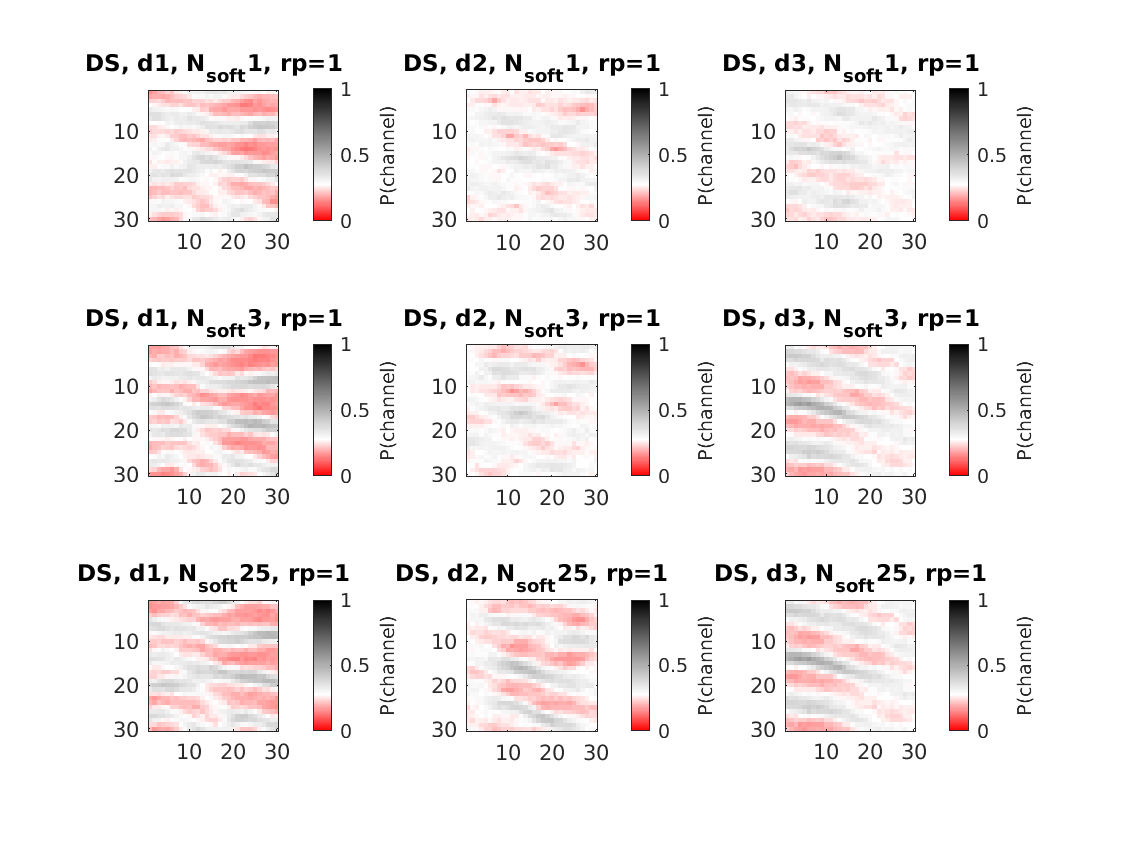 DS, d1, Nsoft1, rp=1
DS, d2, Nsoft1, rp=1
DS, d3, Nsoft1, rp=1
10
20
30
10 20 30
1
0.5
0
P(channel)
10
20
30
10 20 30
1
0.5
0
P(channel)
10
20
30
10 20 30
1
0.5
0
P(channel)
DS, d1, Nsoft3, rp=1
DS, d2, Nsoft3, rp=1
DS, d3, Nsoft3, rp=1
10
20
30
10 20 30
1
0.5
0
P(channel)
10
20
30
10 20 30
1
0.5
0
P(channel)
10
20
30
10 20 30
1
0.5
0
P(channel)
DS, d1, Nsoft25, rp=1
DS, d2, Nsoft25, rp=1
DS, d3, Nsoft25, rp=1
10
20
30
10 20 30
1
0.5
0
P(channel)
10
20
30
10 20 30
1
0.5
0
P(channel)
10
20
30
10 20 30
1
0.5
0
P(channel)